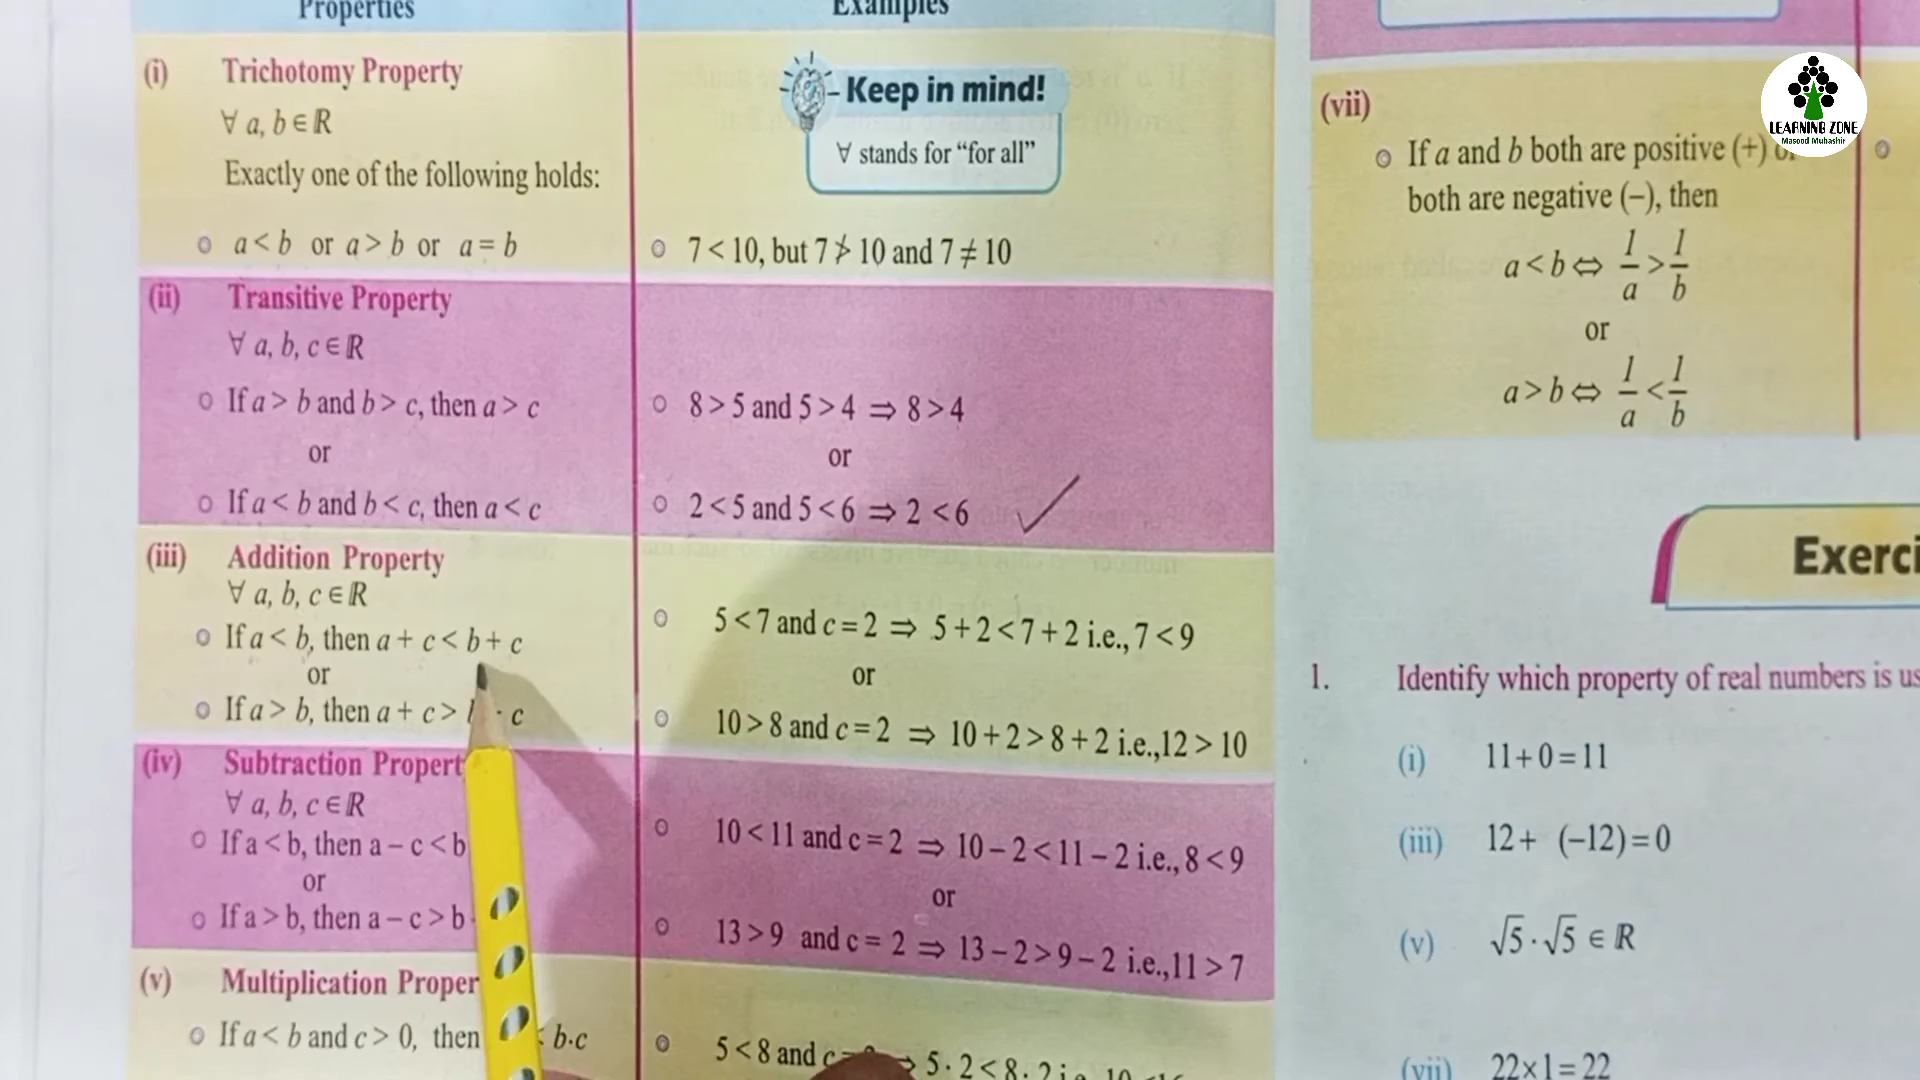 Properties
Examples
(i) Trichotomy Property
∀ a, b ∈ ℝ
Exactly one of the following holds:
a < b or a > b or a = b
Keep in mind!
∀ stands for “for all”
7 < 10, but 7 ≯ 10 and 7 ≠ 10
(ii) Transitive Property
∀ a, b, c ∈ ℝ
If a > b and b > c, then a > c
or
If a < b and b < c, then a < c
8 > 5 and 5 > 4 ⇒ 8 > 4
or
2 < 5 and 5 < 6 ⇒ 2 < 6
(iii) Addition Property
∀ a, b, c ∈ ℝ
If a < b, then a + c < b + c
or
If a > b, then a + c > c
5 < 7 and c = 2 ⇒ 5 + 2 < 7 + 2 i.e., 7 < 9
or
10 > 8 and c = 2 ⇒ 10 + 2 > 8 + 2 i.e., 12 > 10
(iv) Subtraction Propert
∀ a, b, c ∈ ℝ
If a < b, then a – c < b
or
If a > b, then a – c > b
10 < 11 and c = 2 ⇒ 10 – 2 < 11 – 2 i.e., 8 < 9
or
13 > 9 and c = 2 ⇒ 13 – 2 > 9 – 2 i.e., 11 > 7
(v) Multiplication Proper
If a < b and c > 0, then b·c
5 < 8 and 5 · 2 < 8 · 2
(vii)
If a and b both are positive (+)
both are negative (–), then
a < b ⇔ 1/a > 1/b
or
a > b ⇔ 1/a < 1/b
LEARNING ZONE
Masood Mubashir
Exerci
1. Identify which property of real numbers is us
(i) 11 + 0 = 11
(iii) 12 + (–12) = 0
(v) √5 · √5 ∈ ℝ
(vii) 22 × 1 = 22